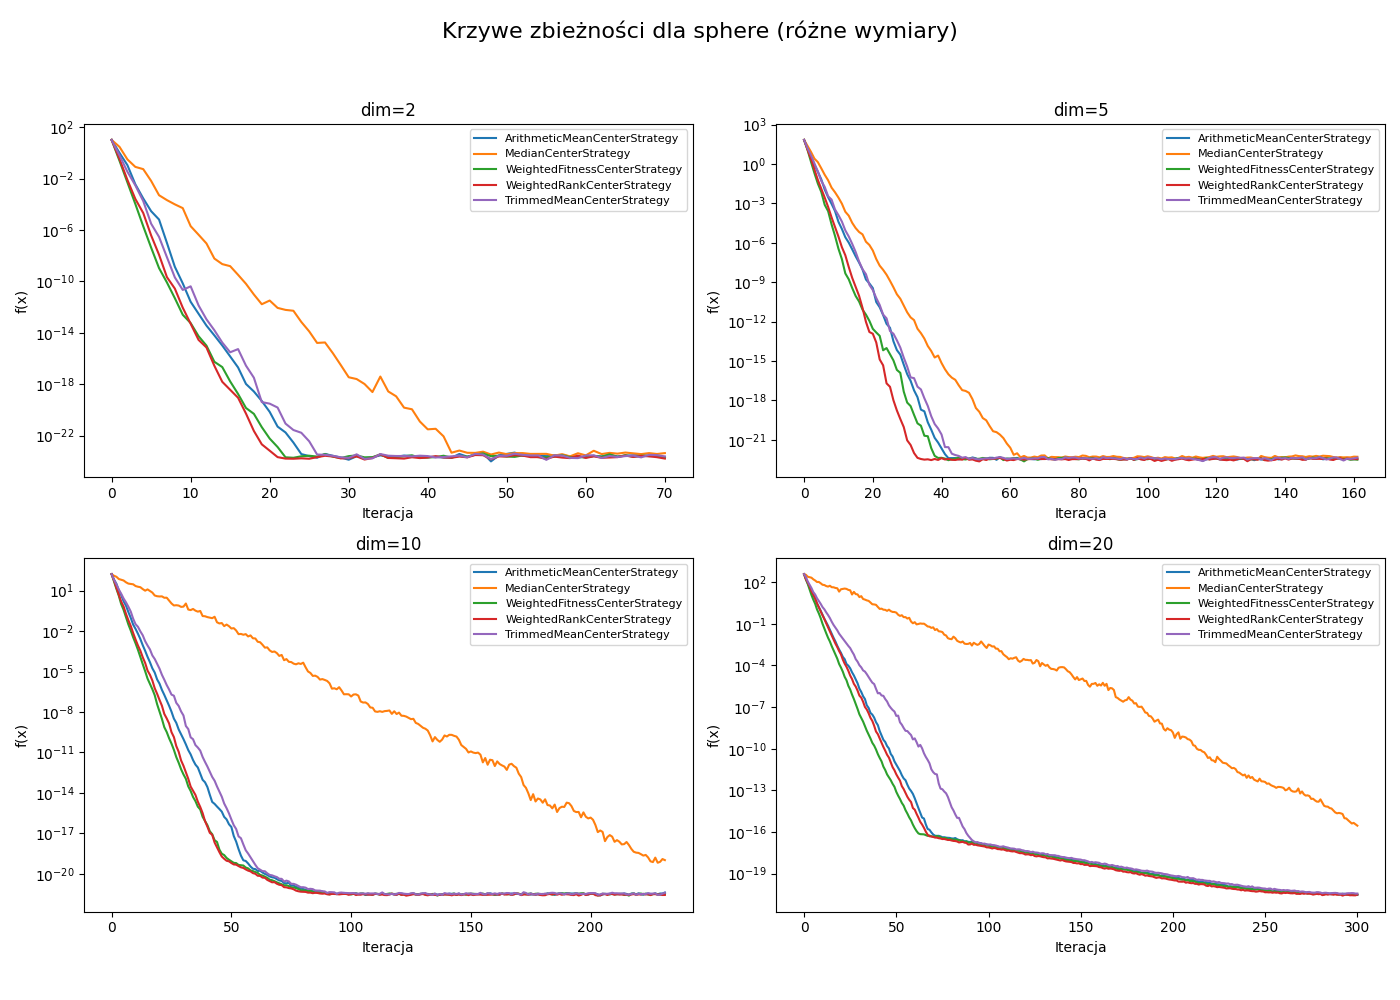 Krzywe zbieżności dla sphere (różne wymiary)
dim=2
f(x)
10^2
10^-2
10^-6
10^-10
10^-14
10^-18
10^-22
ArithmeticMeanCenterStrategy
MedianCenterStrategy
WeightedFitnessCenterStrategy
WeightedRankCenterStrategy
TrimmedMeanCenterStrategy
0 10 20 30 40 50 60 70
Iteracja
dim=5
f(x)
10^3
10^0
10^-3
10^-6
10^-9
10^-12
10^-15
10^-18
10^-21
ArithmeticMeanCenterStrategy
MedianCenterStrategy
WeightedFitnessCenterStrategy
WeightedRankCenterStrategy
TrimmedMeanCenterStrategy
0 20 40 60 80 100 120 140 160
Iteracja
dim=10
f(x)
10^1
10^-2
10^-5
10^-8
10^-11
10^-14
10^-17
10^-20
ArithmeticMeanCenterStrategy
MedianCenterStrategy
WeightedFitnessCenterStrategy
WeightedRankCenterStrategy
TrimmedMeanCenterStrategy
0 50 100 150 200
Iteracja
dim=20
f(x)
10^2
10^-1
10^-4
10^-7
10^-10
10^-13
10^-16
10^-19
ArithmeticMeanCenterStrategy
MedianCenterStrategy
WeightedFitnessCenterStrategy
WeightedRankCenterStrategy
TrimmedMeanCenterStrategy
0 50 100 150 200 250 300
Iteracja